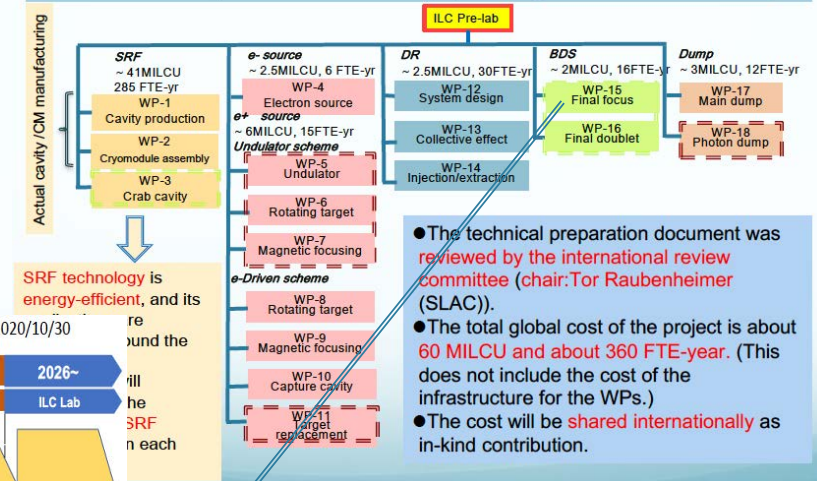 ILC Pre-lab
Actual cavity /CM manufacturing
SRF
~ 41MILCU
285 FTE-yr
WP-1
Cavity production
WP-2
Cryomodule assembly
WP-3
Crab cavity
e- source
~ 2.5MILCU, 6 FTE-yr
WP-4
Electron source
e+ source
~ 6MILCU, 15FTE-yr
Undulator scheme
WP-5
Undulator
WP-6
Rotating target
WP-7
Magnetic focusing
e-Driven scheme
WP-8
Rotating target
WP-9
Magnetic focusing
WP-10
Capture cavity
WP-11
Target
replacement
DR
~ 2.5MILCU, 30FTE-yr
WP-12
System design
WP-13
Collective effect
WP-14
Injection/extraction
BDS
~ 2MILCU, 16FTE-yr
WP-15
Final focus
WP-16
Final doublet
Dump
~ 3MILCU, 12FTE-yr
WP-17
Main dump
WP-18
Photon dump
SRF technology is
energy-efficient, and its
re
ound the
ill
he
SRF
n each
020/10/30
2026~
ILC Lab
●The technical preparation document was
reviewed by the international review
committee (chair:Tor Raubenheimer
(SLAC)).
●The total global cost of the project is about
60 MILCU and about 360 FTE-year. (This
does not include the cost of the
infrastructure for the WPs.)
●The cost will be shared internationally as
in-kind contribution.